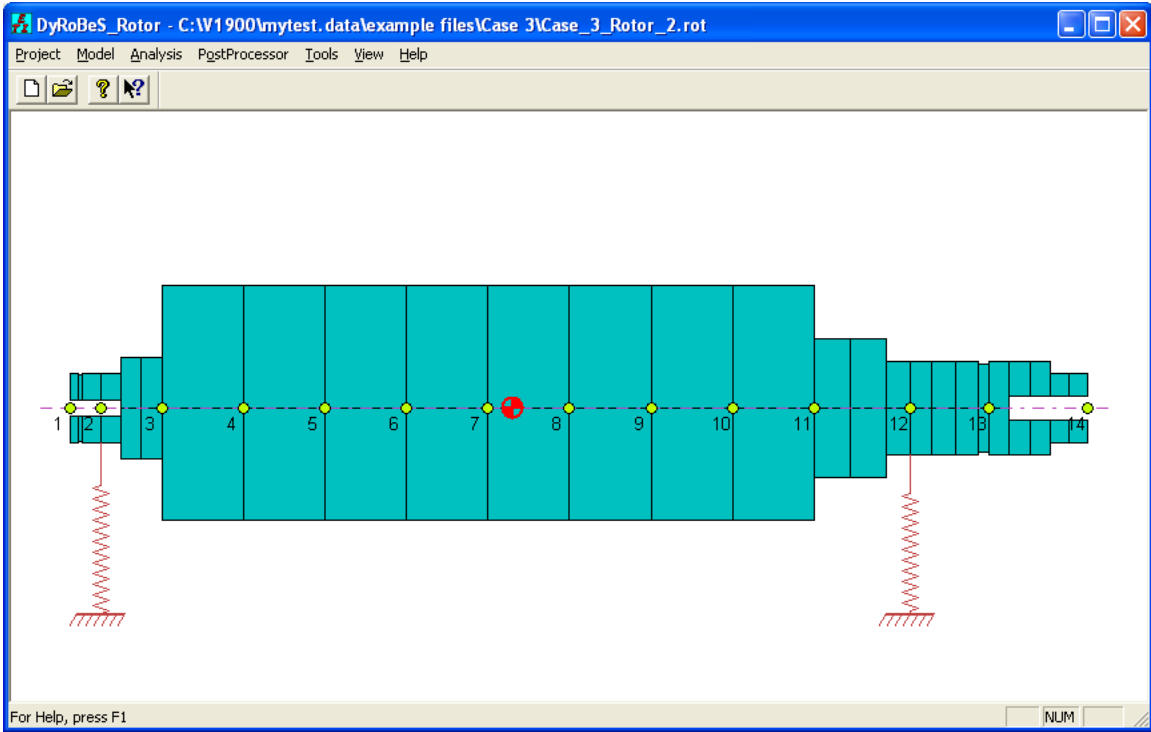 DyRoBeS_Rotor - C:\V1900\mytest.data\example files\Case 3\Case_3_Rotor_2.rot
Project Model Analysis PostProcessor Tools View Help
1 2 3 4 5 6 7 8 9 10 11 12 13 14
For Help, press F1 NUM